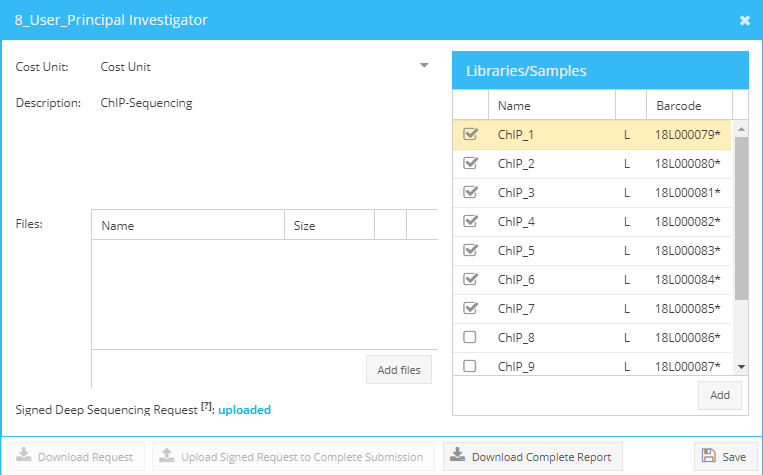 8_User_Principal Investigator
Cost Unit: Cost Unit
Description: ChIP-Sequencing
Files:
Name Size
Add files
Signed Deep Sequencing Request [?]: uploaded
Libraries/Samples
Name Barcode
ChIP_1 L 18L000079*
ChIP_2 L 18L000080*
ChIP_3 L 18L000081*
ChIP_4 L 18L000082*
ChIP_5 L 18L000083*
ChIP_6 L 18L000084*
ChIP_7 L 18L000085*
ChIP_8 L 18L000086*
ChIP_9 L 18L000087*
Add
Download Request Upload Signed Request to Complete Submission Download Complete Report Save